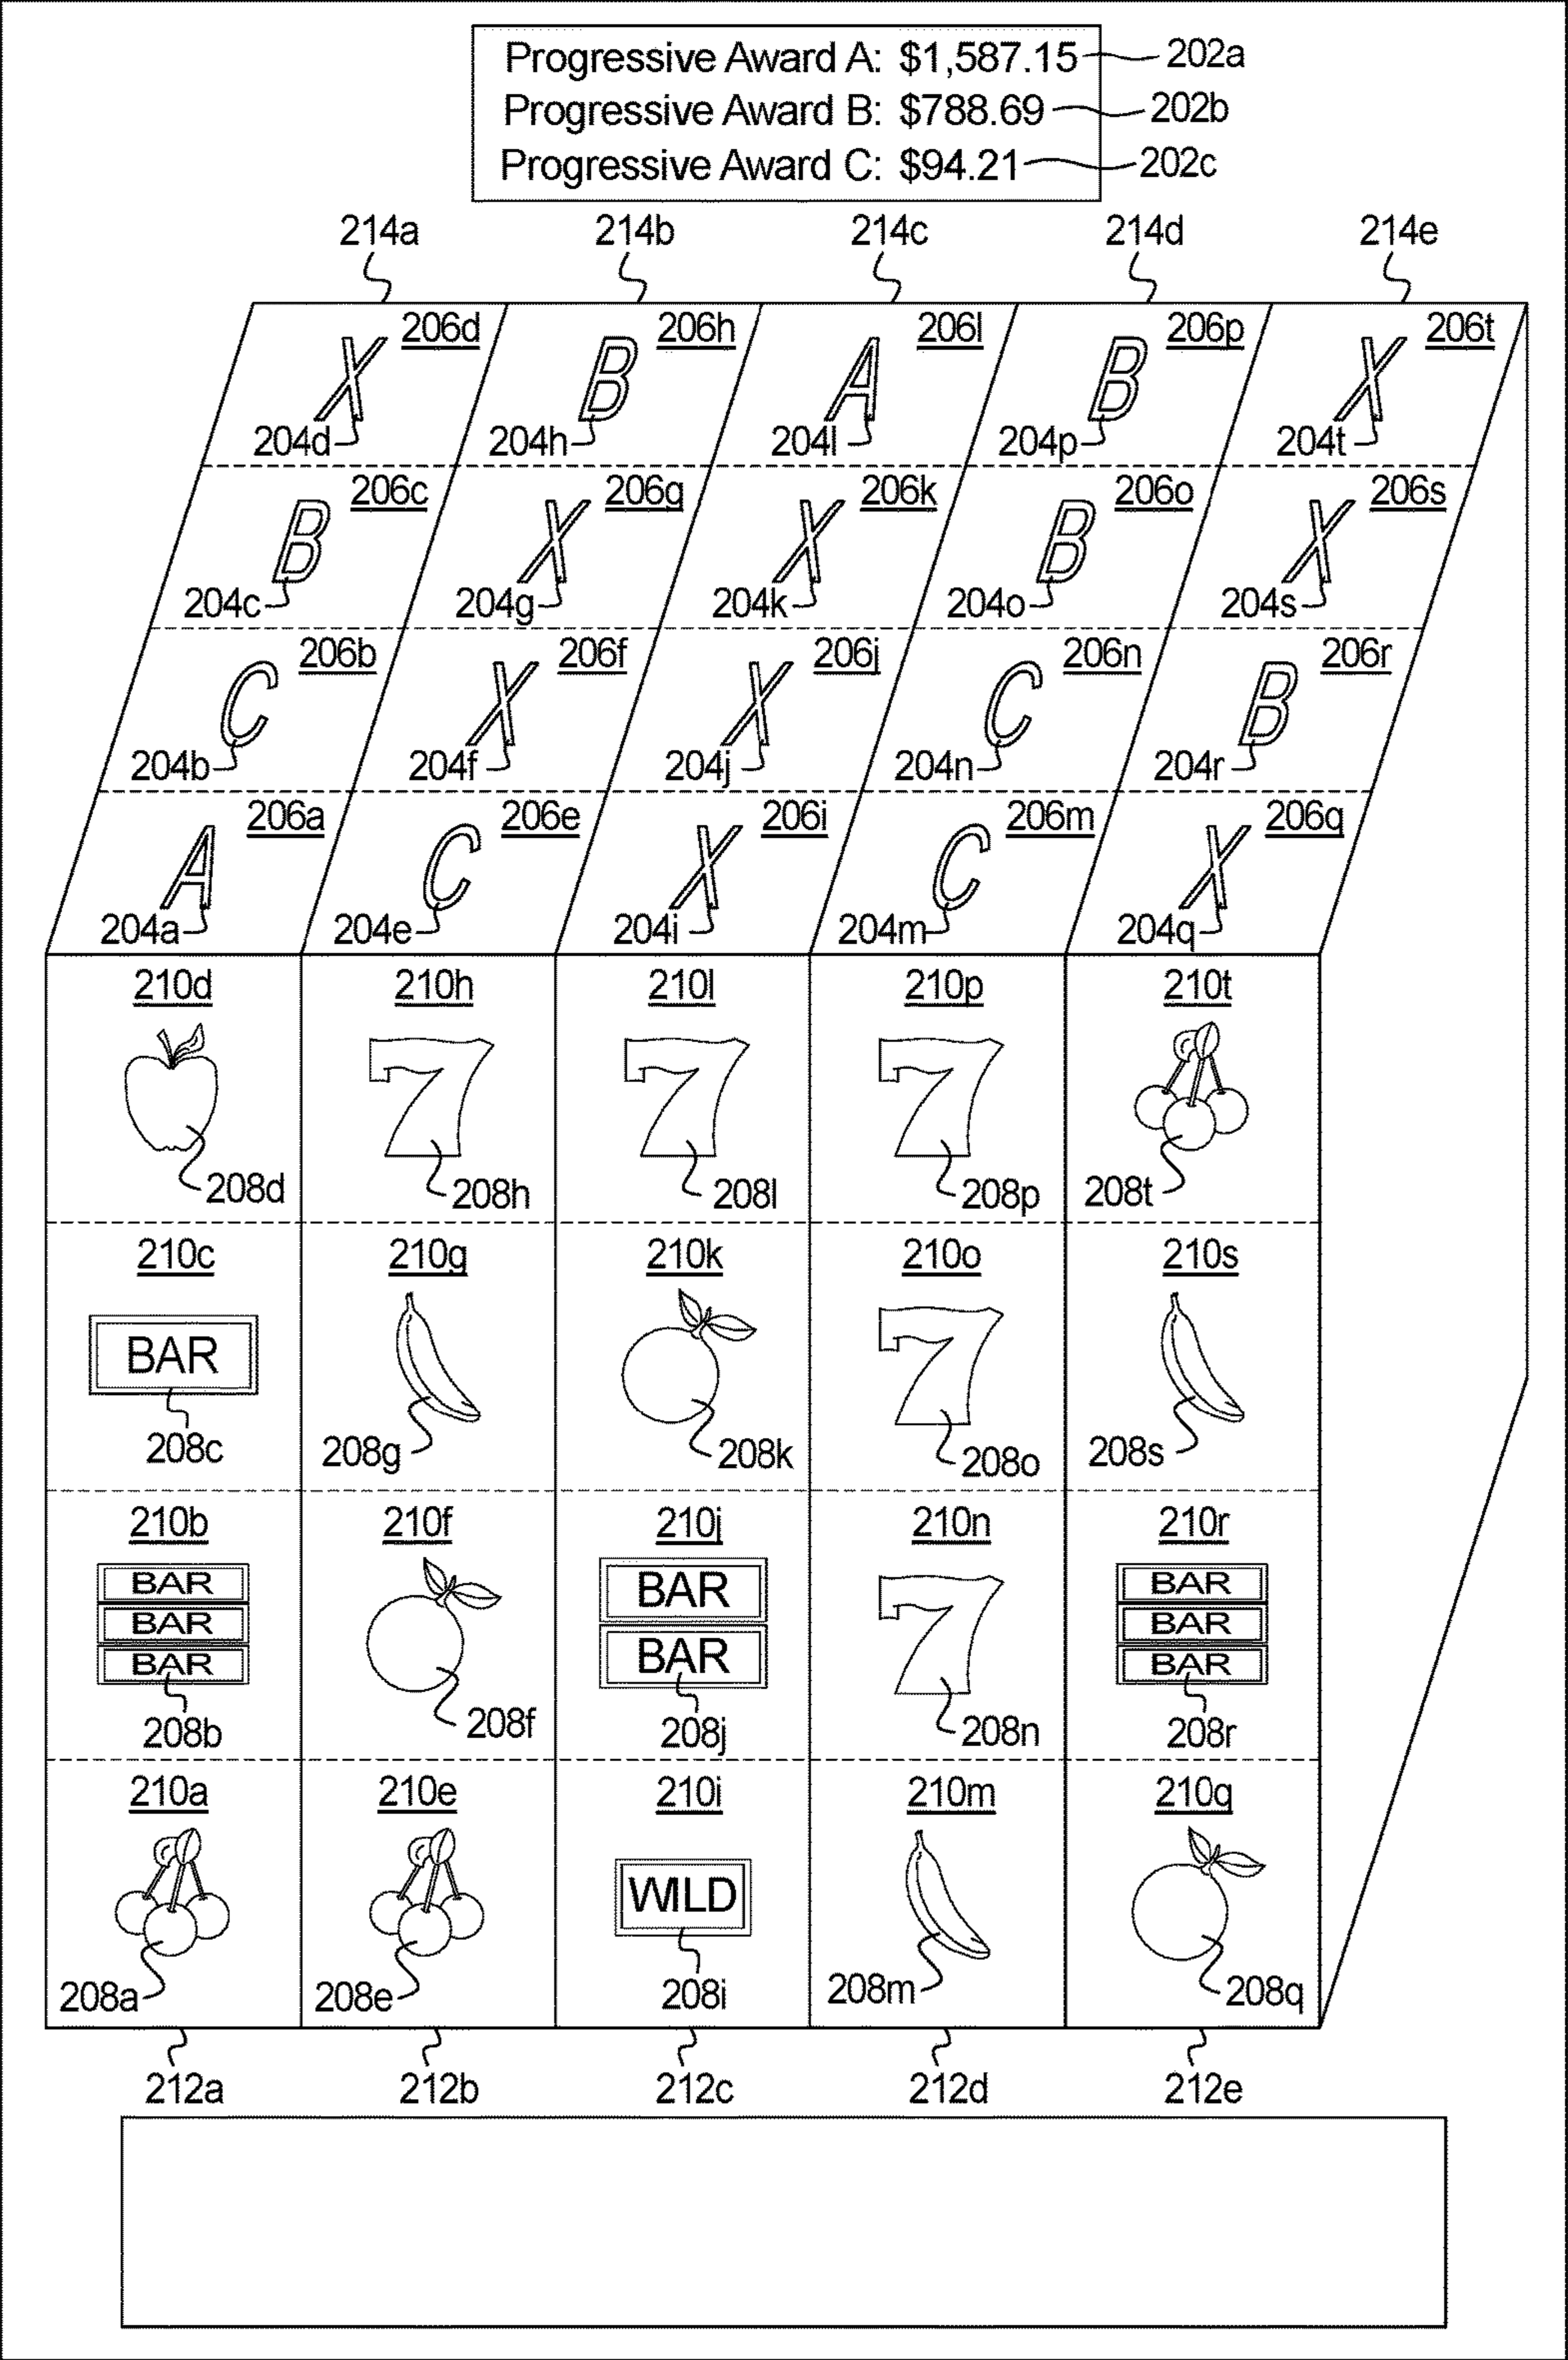 Progressive Award A: $1,587.15 202a
Progressive Award B: $788.69 202b
Progressive Award C: $94.21 202c
214a 214b 214c 214d 214e
206d 206h 206l 206p 206t
X B A B X
204d 204h 204l 204p 204t
206c 206g 206k 206o 206s
B X X B X
204c 204g 204k 204o 204s
206b 206f 206j 206n 206r
C X X C B
204b 204f 204j 204n 204r
206a 206e 206i 206m 206q
A C X C X
204a 204e 204i 204m 204q
210d 210h 210l 210p 210t
7 7 7
208d 208h 208l 208p 208t
210c 210g 210k 210o 210s
BAR 7
208c 208g 208k 208o 208s
210b 210f 210j 210n 210r
BAR BAR 7 BAR
BAR BAR BAR
BAR BAR
208b 208f 208j 208n 208r
210a 210e 210i 210m 210q
WILD
208a 208e 208i 208m 208q
212a 212b 212c 212d 212e